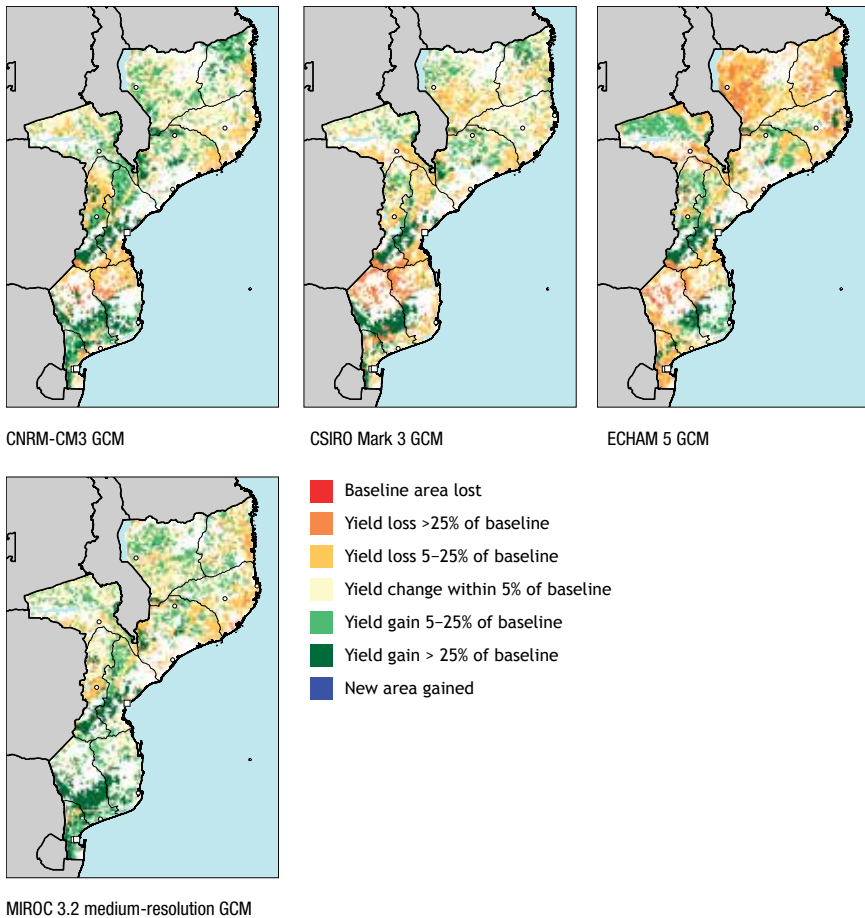 CNRM-CM3 GCM
CSIRO Mark 3 GCM
ECHAM 5 GCM
Baseline area lost
Yield loss >25% of baseline
Yield loss 5–25% of baseline
Yield change within 5% of baseline
Yield gain 5–25% of baseline
Yield gain > 25% of baseline
New area gained
MIROC 3.2 medium-resolution GCM